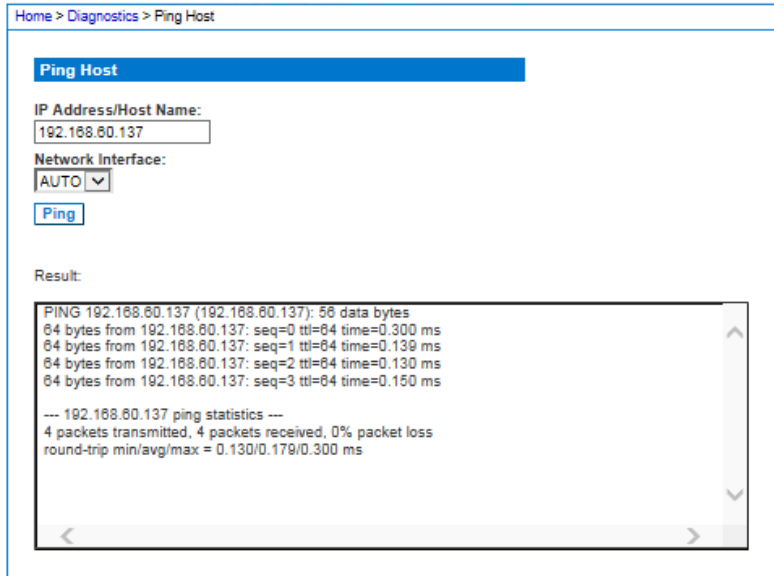 Home > Diagnostics > Ping Host
Ping Host
IP Address/Host Name:
192.168.60.137
Network Interface:
AUTO
Ping
Result:
PING 192.168.60.137 (192.168.60.137): 56 data bytes
64 bytes from 192.168.60.137: seq=0 ttl=64 time=0.300 ms
64 bytes from 192.168.60.137: seq=1 ttl=64 time=0.139 ms
64 bytes from 192.168.60.137: seq=2 ttl=64 time=0.130 ms
64 bytes from 192.168.60.137: seq=3 ttl=64 time=0.150 ms
--- 192.168.60.137 ping statistics ---
4 packets transmitted, 4 packets received, 0% packet loss
round-trip min/avg/max = 0.130/0.179/0.300 ms